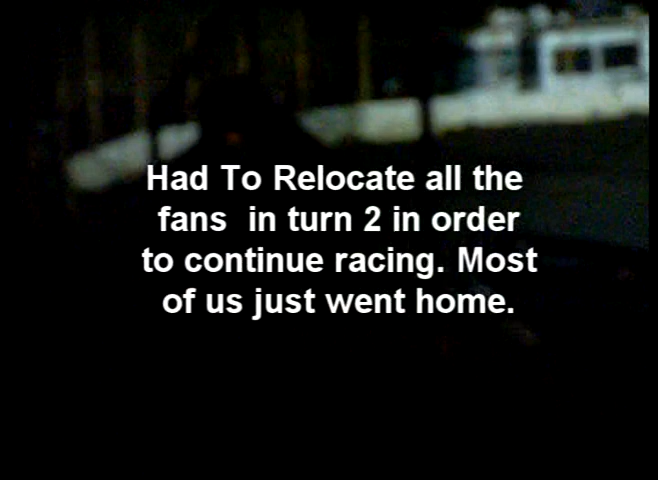 Had To Relocate all the
fans  in turn 2 in order
to continue racing. Most
of us just went home.